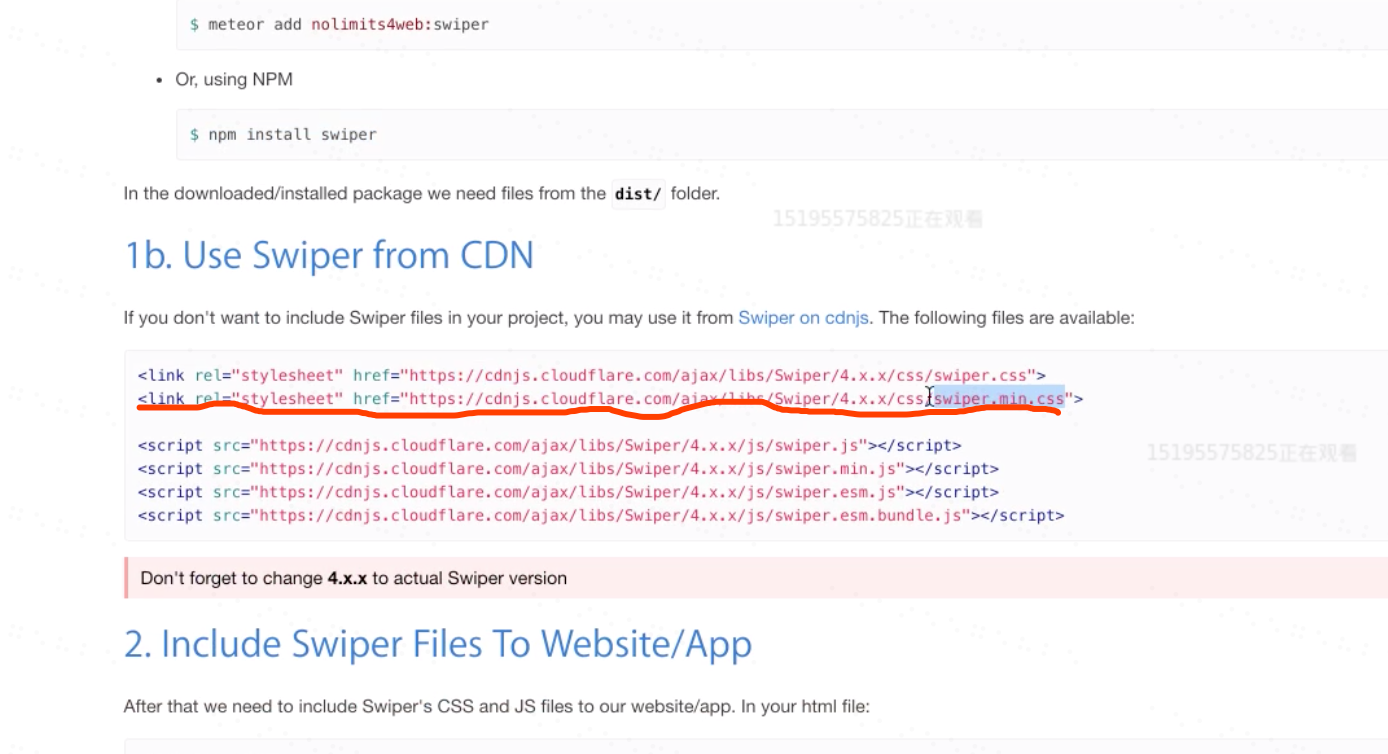 $ meteor add nolimits4web:swiper
• Or, using NPM
$ npm install swiper
In the downloaded/installed package we need files from the dist/ folder.
15195575825正在观看
1b. Use Swiper from CDN
If you don't want to include Swiper files in your project, you may use it from Swiper on cdnjs. The following files are available:
<link rel="stylesheet" href="https://cdnjs.cloudflare.com/ajax/libs/Swiper/4.x.x/css/swiper.css">
<link rel="stylesheet" href="https://cdnjs.cloudflare.com/ajax/libs/Swiper/4.x.x/css/swiper.min.css">
<script src="https://cdnjs.cloudflare.com/ajax/libs/Swiper/4.x.x/js/swiper.js"></script>
15195575825正在观看
<script src="https://cdnjs.cloudflare.com/ajax/libs/Swiper/4.x.x/js/swiper.min.js"></script>
<script src="https://cdnjs.cloudflare.com/ajax/libs/Swiper/4.x.x/js/swiper.esm.js"></script>
<script src="https://cdnjs.cloudflare.com/ajax/libs/Swiper/4.x.x/js/swiper.esm.bundle.js"></script>
Don't forget to change 4.x.x to actual Swiper version
2. Include Swiper Files To Website/App
After that we need to include Swiper's CSS and JS files to our website/app. In your html file: